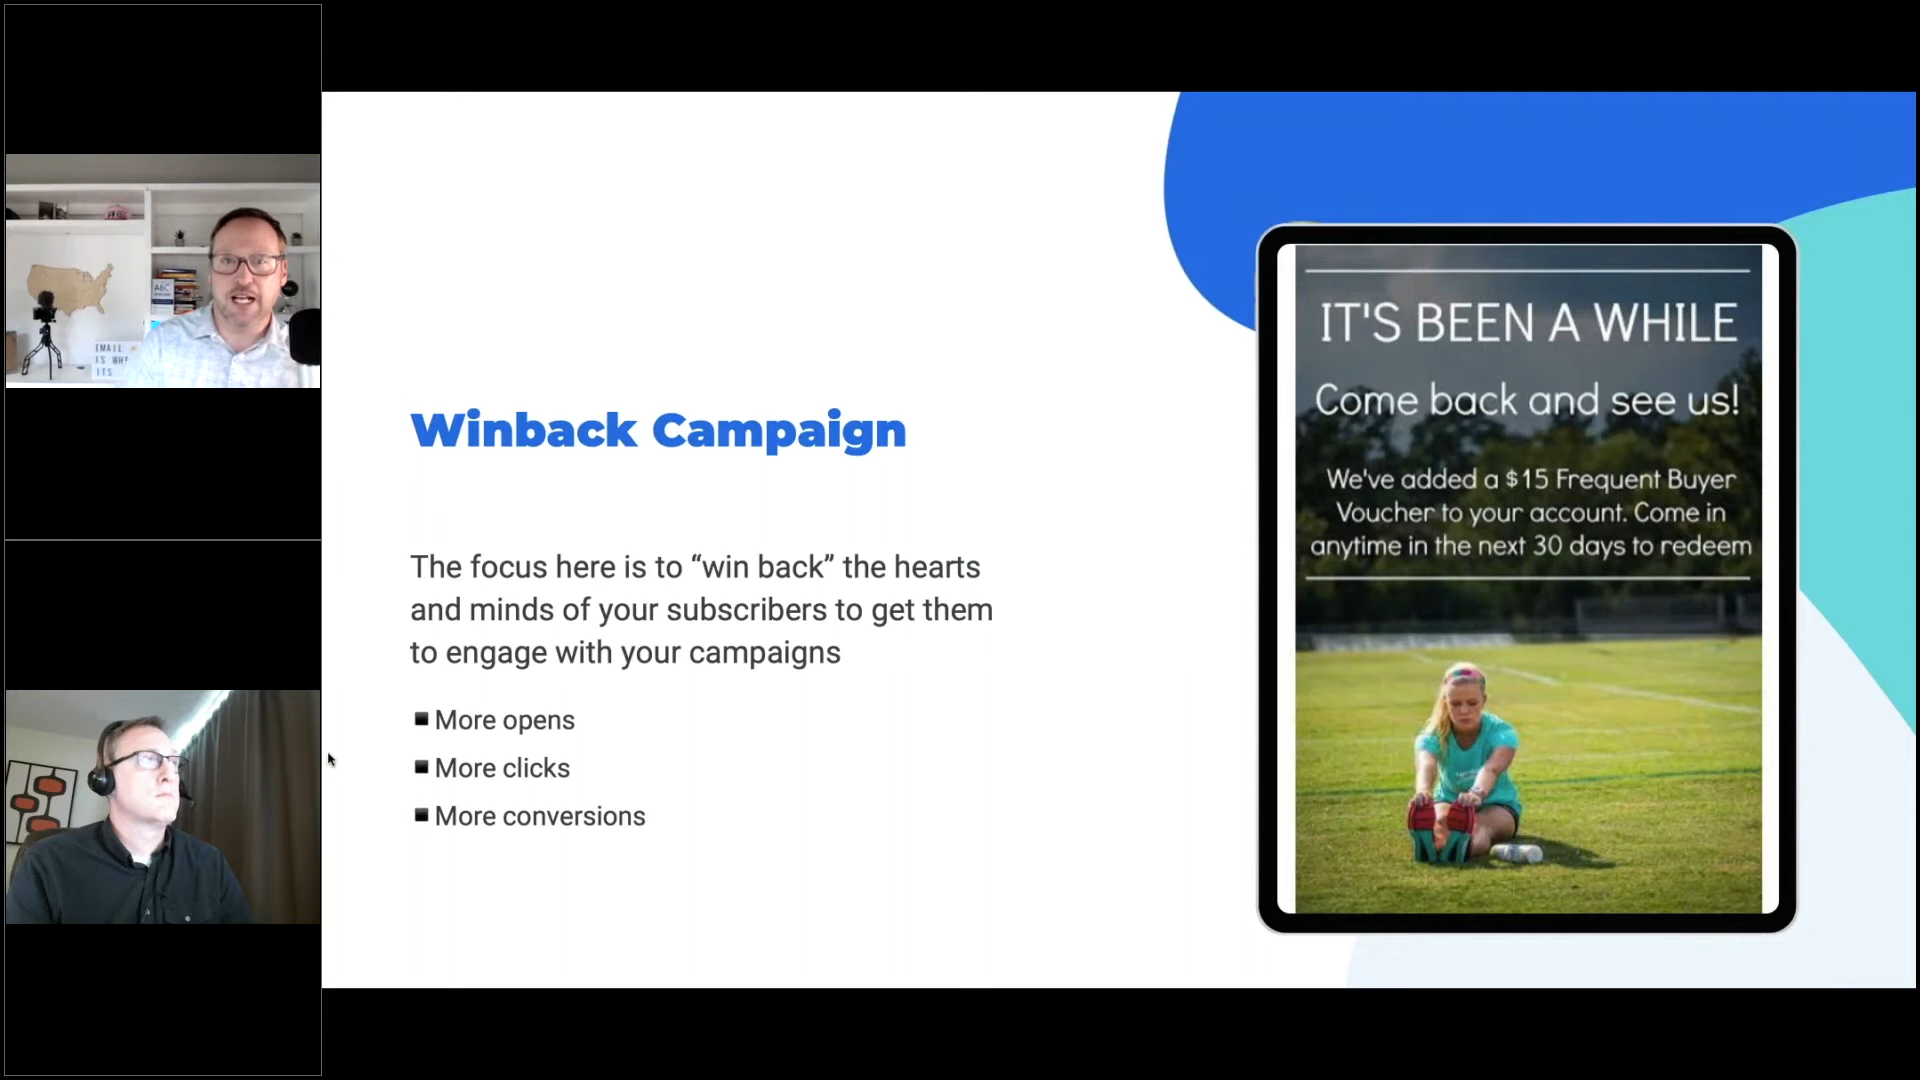 EMAIL
IS WH
ITS
Winback Campaign
The focus here is to “win back” the hearts
and minds of your subscribers to get them
to engage with your campaigns
More opens
More clicks
More conversions
IT'S BEEN A WHILE
Come back and see us!
We've added a $15 Frequent Buyer
Voucher to your account. Come in
anytime in the next 30 days to redeem